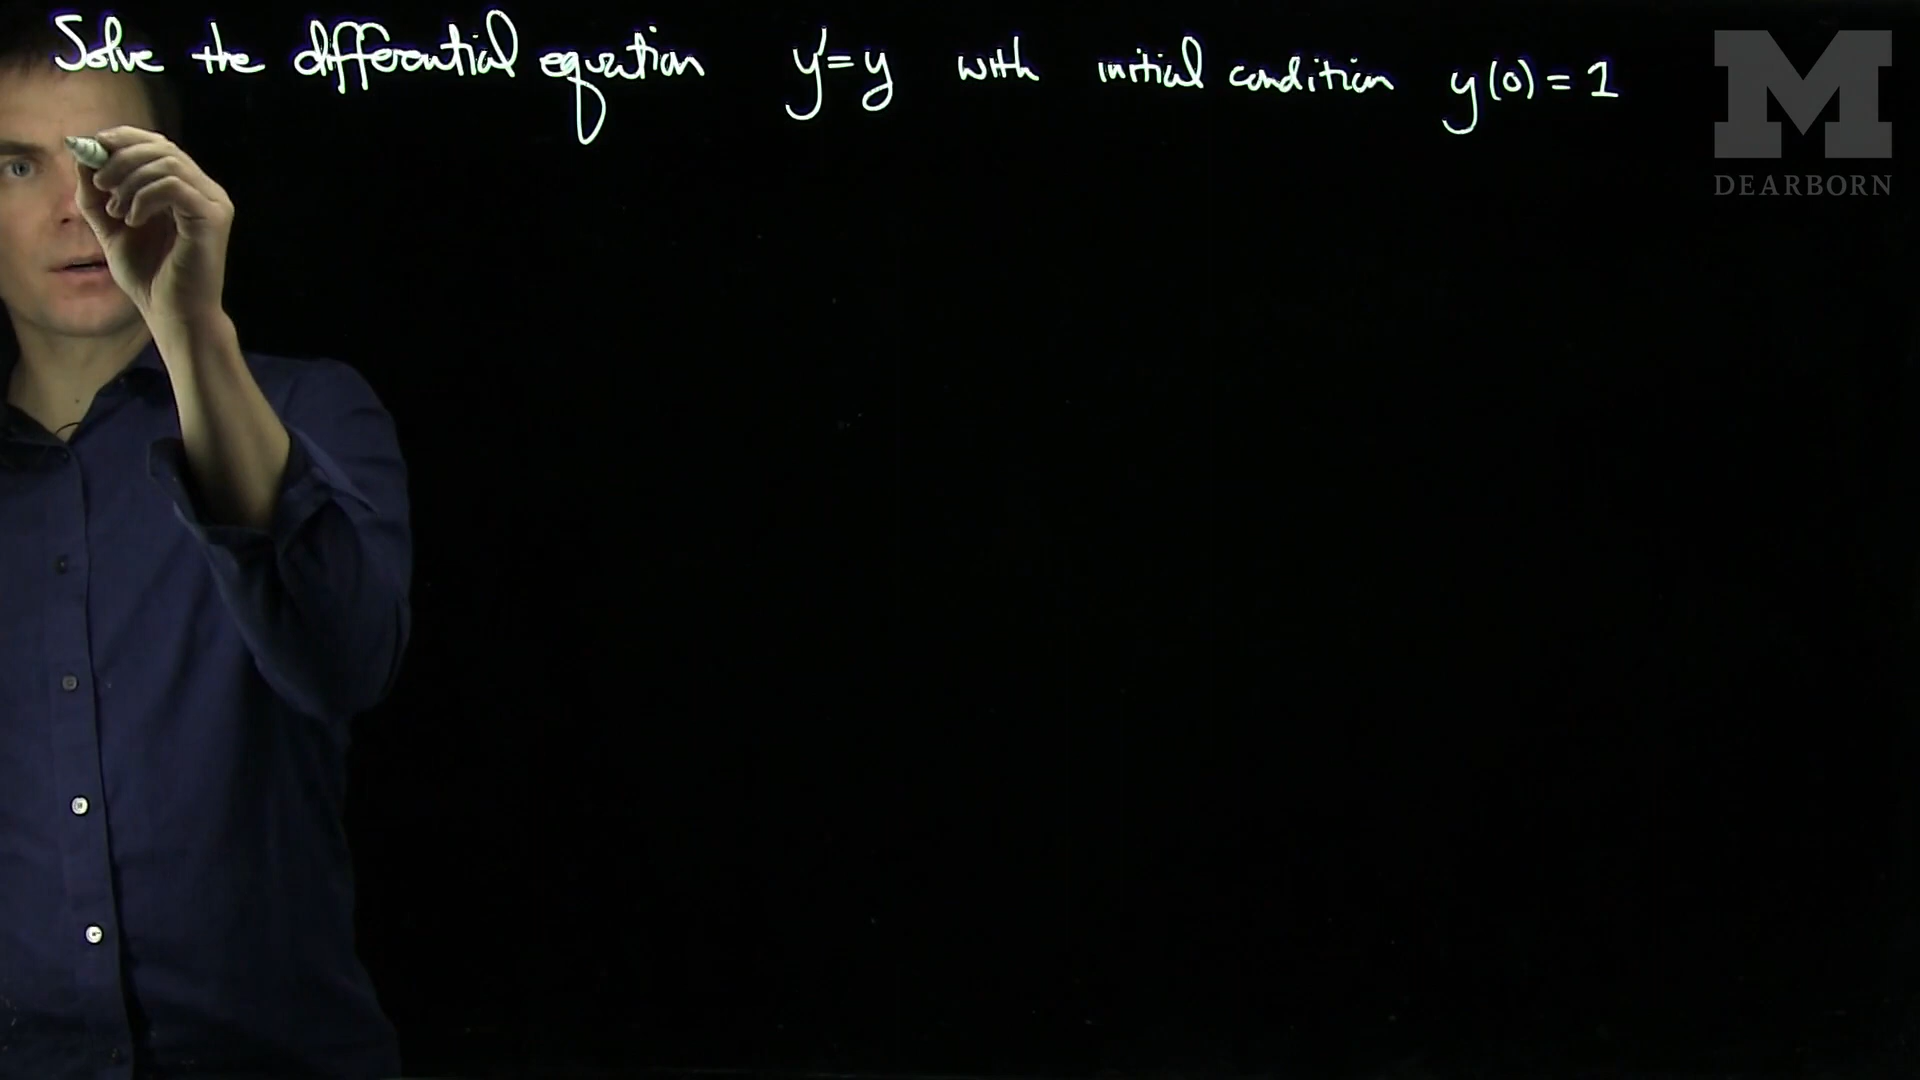 Solve the differential equation y'=y with initial condition y(0) = 1
M
DEARBORN